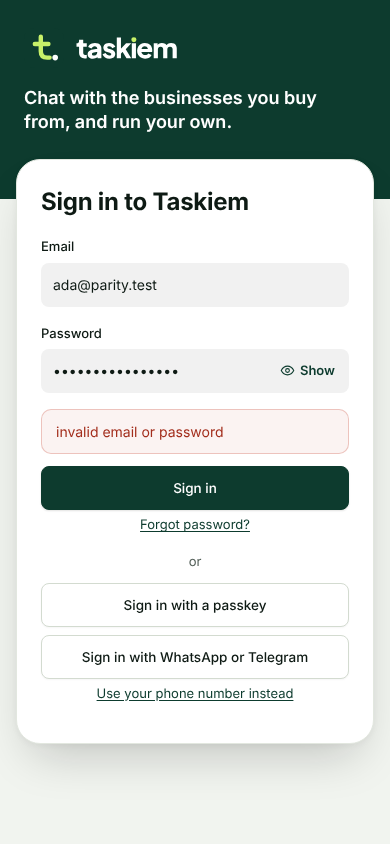 t. taskiem
Chat with the businesses you buy
from, and run your own.
Sign in to Taskiem
Email
ada@parity.test
Password
••••••••••••••••
Show
invalid email or password
Sign in
Forgot password?
or
Sign in with a passkey
Sign in with WhatsApp or Telegram
Use your phone number instead